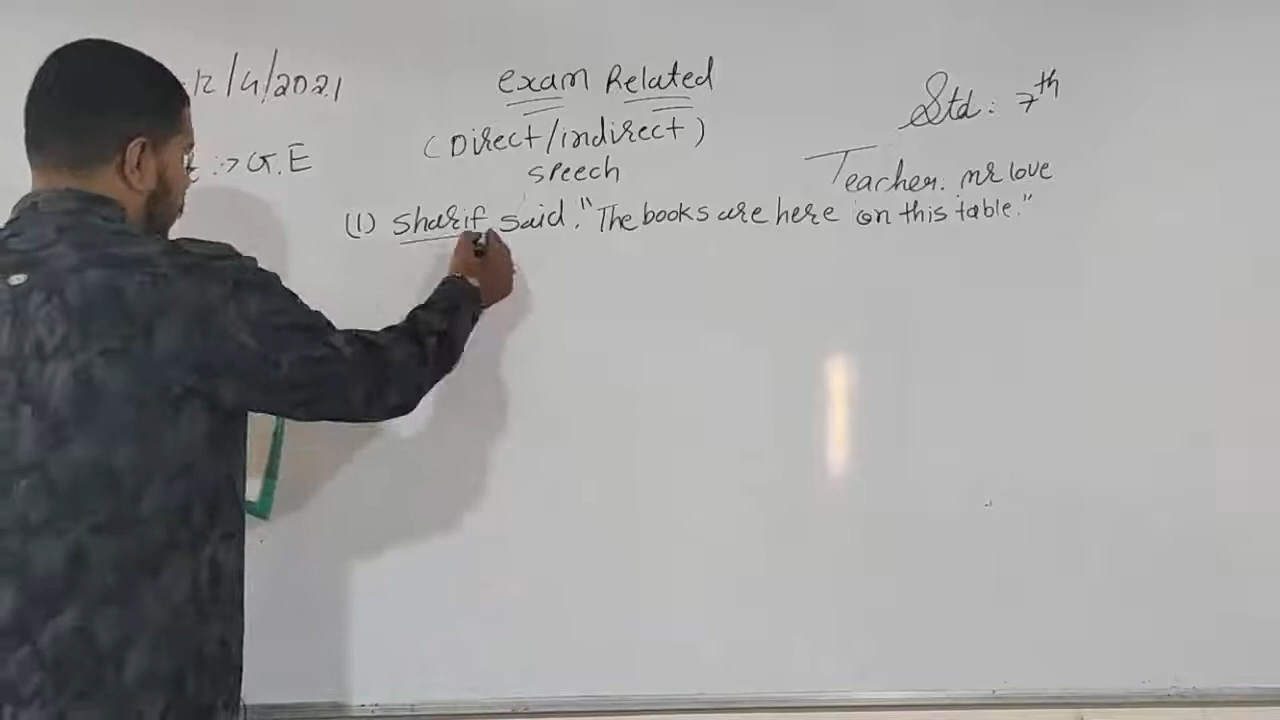 12/4/2021
exam Related
Std: 7th
:-> G.E
(Direct/indirect)
speech
Teacher. mr love
(1) sharif said. "The books are here on this table."